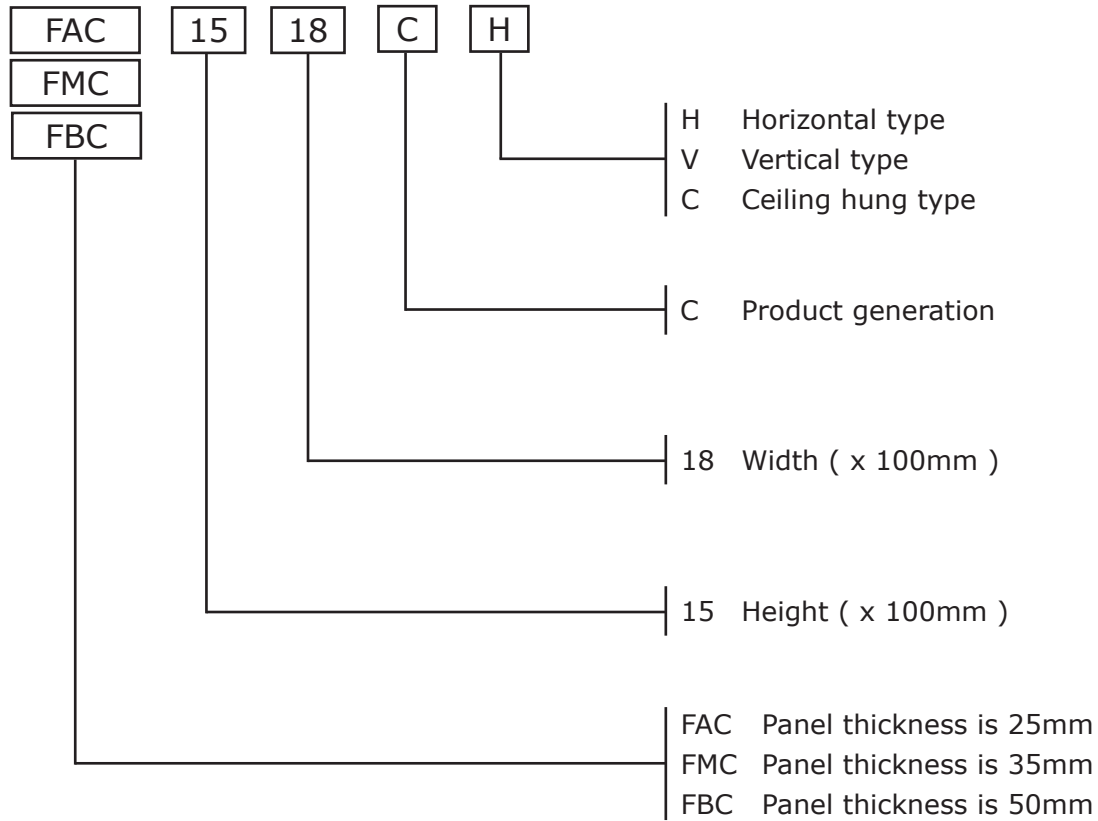 FAC 15 18 C H
FMC
FBC
H Horizontal type
V Vertical type
C Ceiling hung type
C Product generation
18 Width ( x 100mm )
15 Height ( x 100mm )
FAC Panel thickness is 25mm
FMC Panel thickness is 35mm
FBC Panel thickness is 50mm